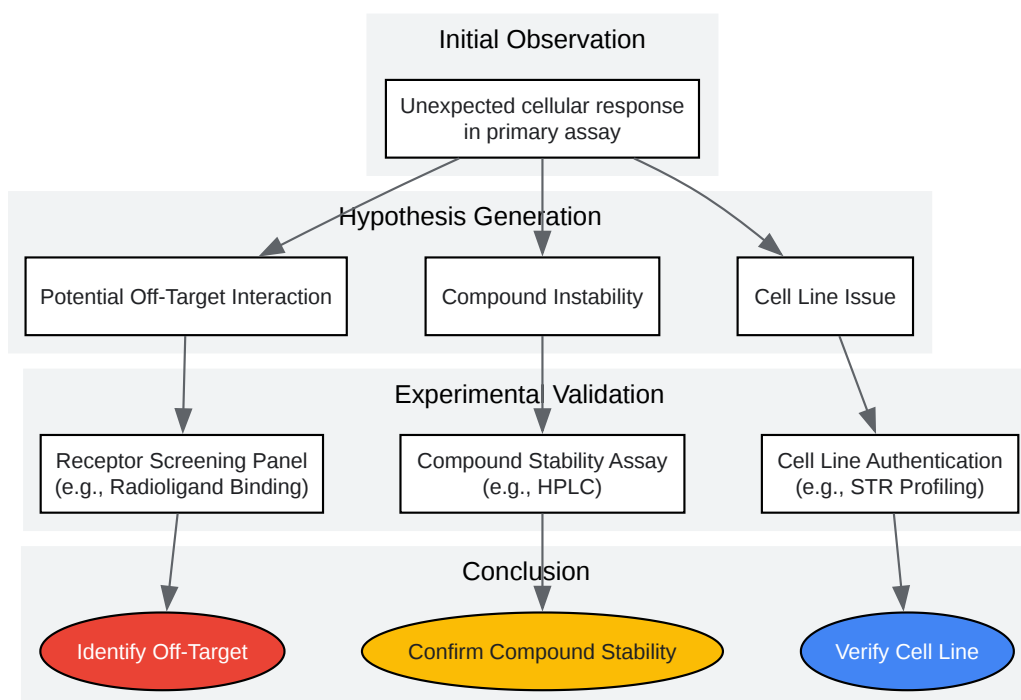 Initial Observation
Unexpected cellular response
in primary assay
Hypothesis Generation
Potential Off-Target Interaction
Compound Instability
Cell Line Issue
Experimental Validation
Receptor Screening Panel
(e.g., Radioligand Binding)
Compound Stability Assay
(e.g., HPLC)
Cell Line Authentication
(e.g., STR Profiling)
Conclusion
Identify Off-Target
Confirm Compound Stability
Verify Cell Line